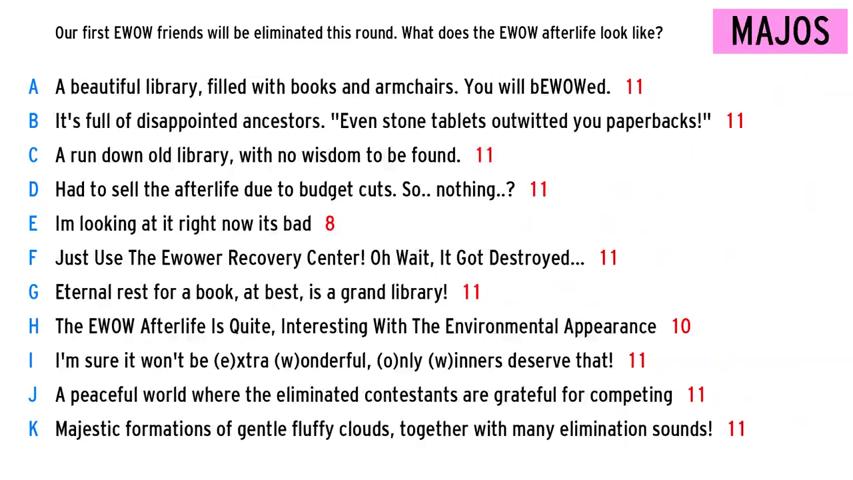 Our first EWOW friends will be eliminated this round. What does the EWOW afterlife look like?
MAJOS
A A beautiful library, filled with books and armchairs. You will bEWOWed. 11
B It's full of disappointed ancestors. "Even stone tablets outwitted you paperbacks!" 11
C A run down old library, with no wisdom to be found. 11
D Had to sell the afterlife due to budget cuts. So.. nothing..? 11
E Im looking at it right now its bad 8
F Just Use The Ewower Recovery Center! Oh Wait, It Got Destroyed... 11
G Eternal rest for a book, at best, is a grand library! 11
H The EWOW Afterlife Is Quite, Interesting With The Environmental Appearance 10
I I'm sure it won't be (e)xtra (w)onderful, (o)nly (w)inners deserve that! 11
J A peaceful world where the eliminated contestants are grateful for competing 11
K Majestic formations of gentle fluffy clouds, together with many elimination sounds! 11